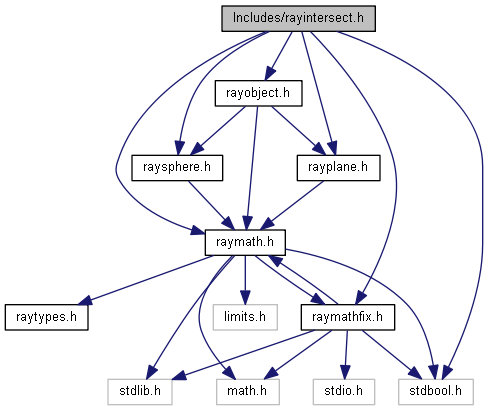 Includes/rayintersect.h
rayobject.h
raysphere.h
rayplane.h
raymath.h
raytypes.h
limits.h
raymathfix.h
stdlib.h
math.h
stdio.h
stdbool.h